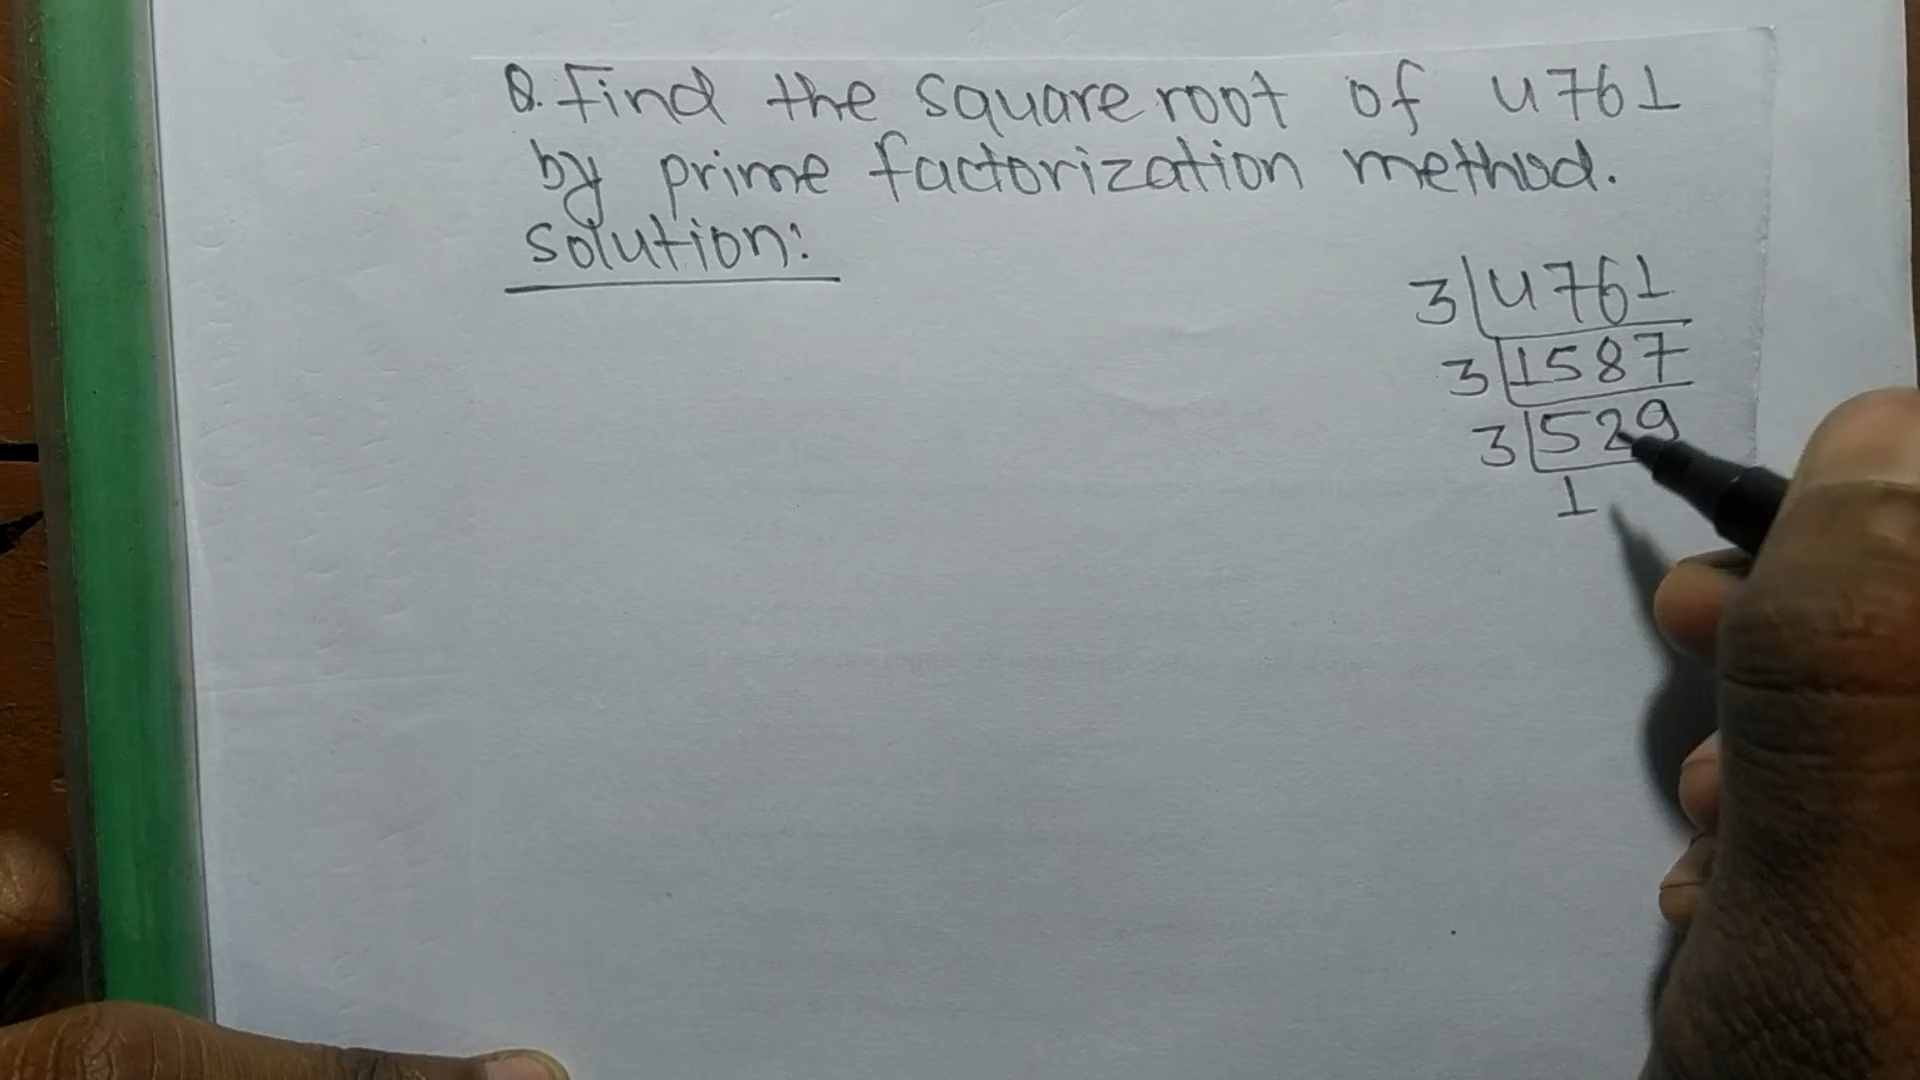 Q. Find the square root of 4761
by prime factorization method.
solution:
3 4761
3 1587
3 529
1